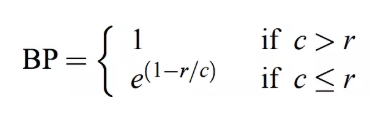 BP = { 1 if c > r
e^(1−r/c) if c ≤ r